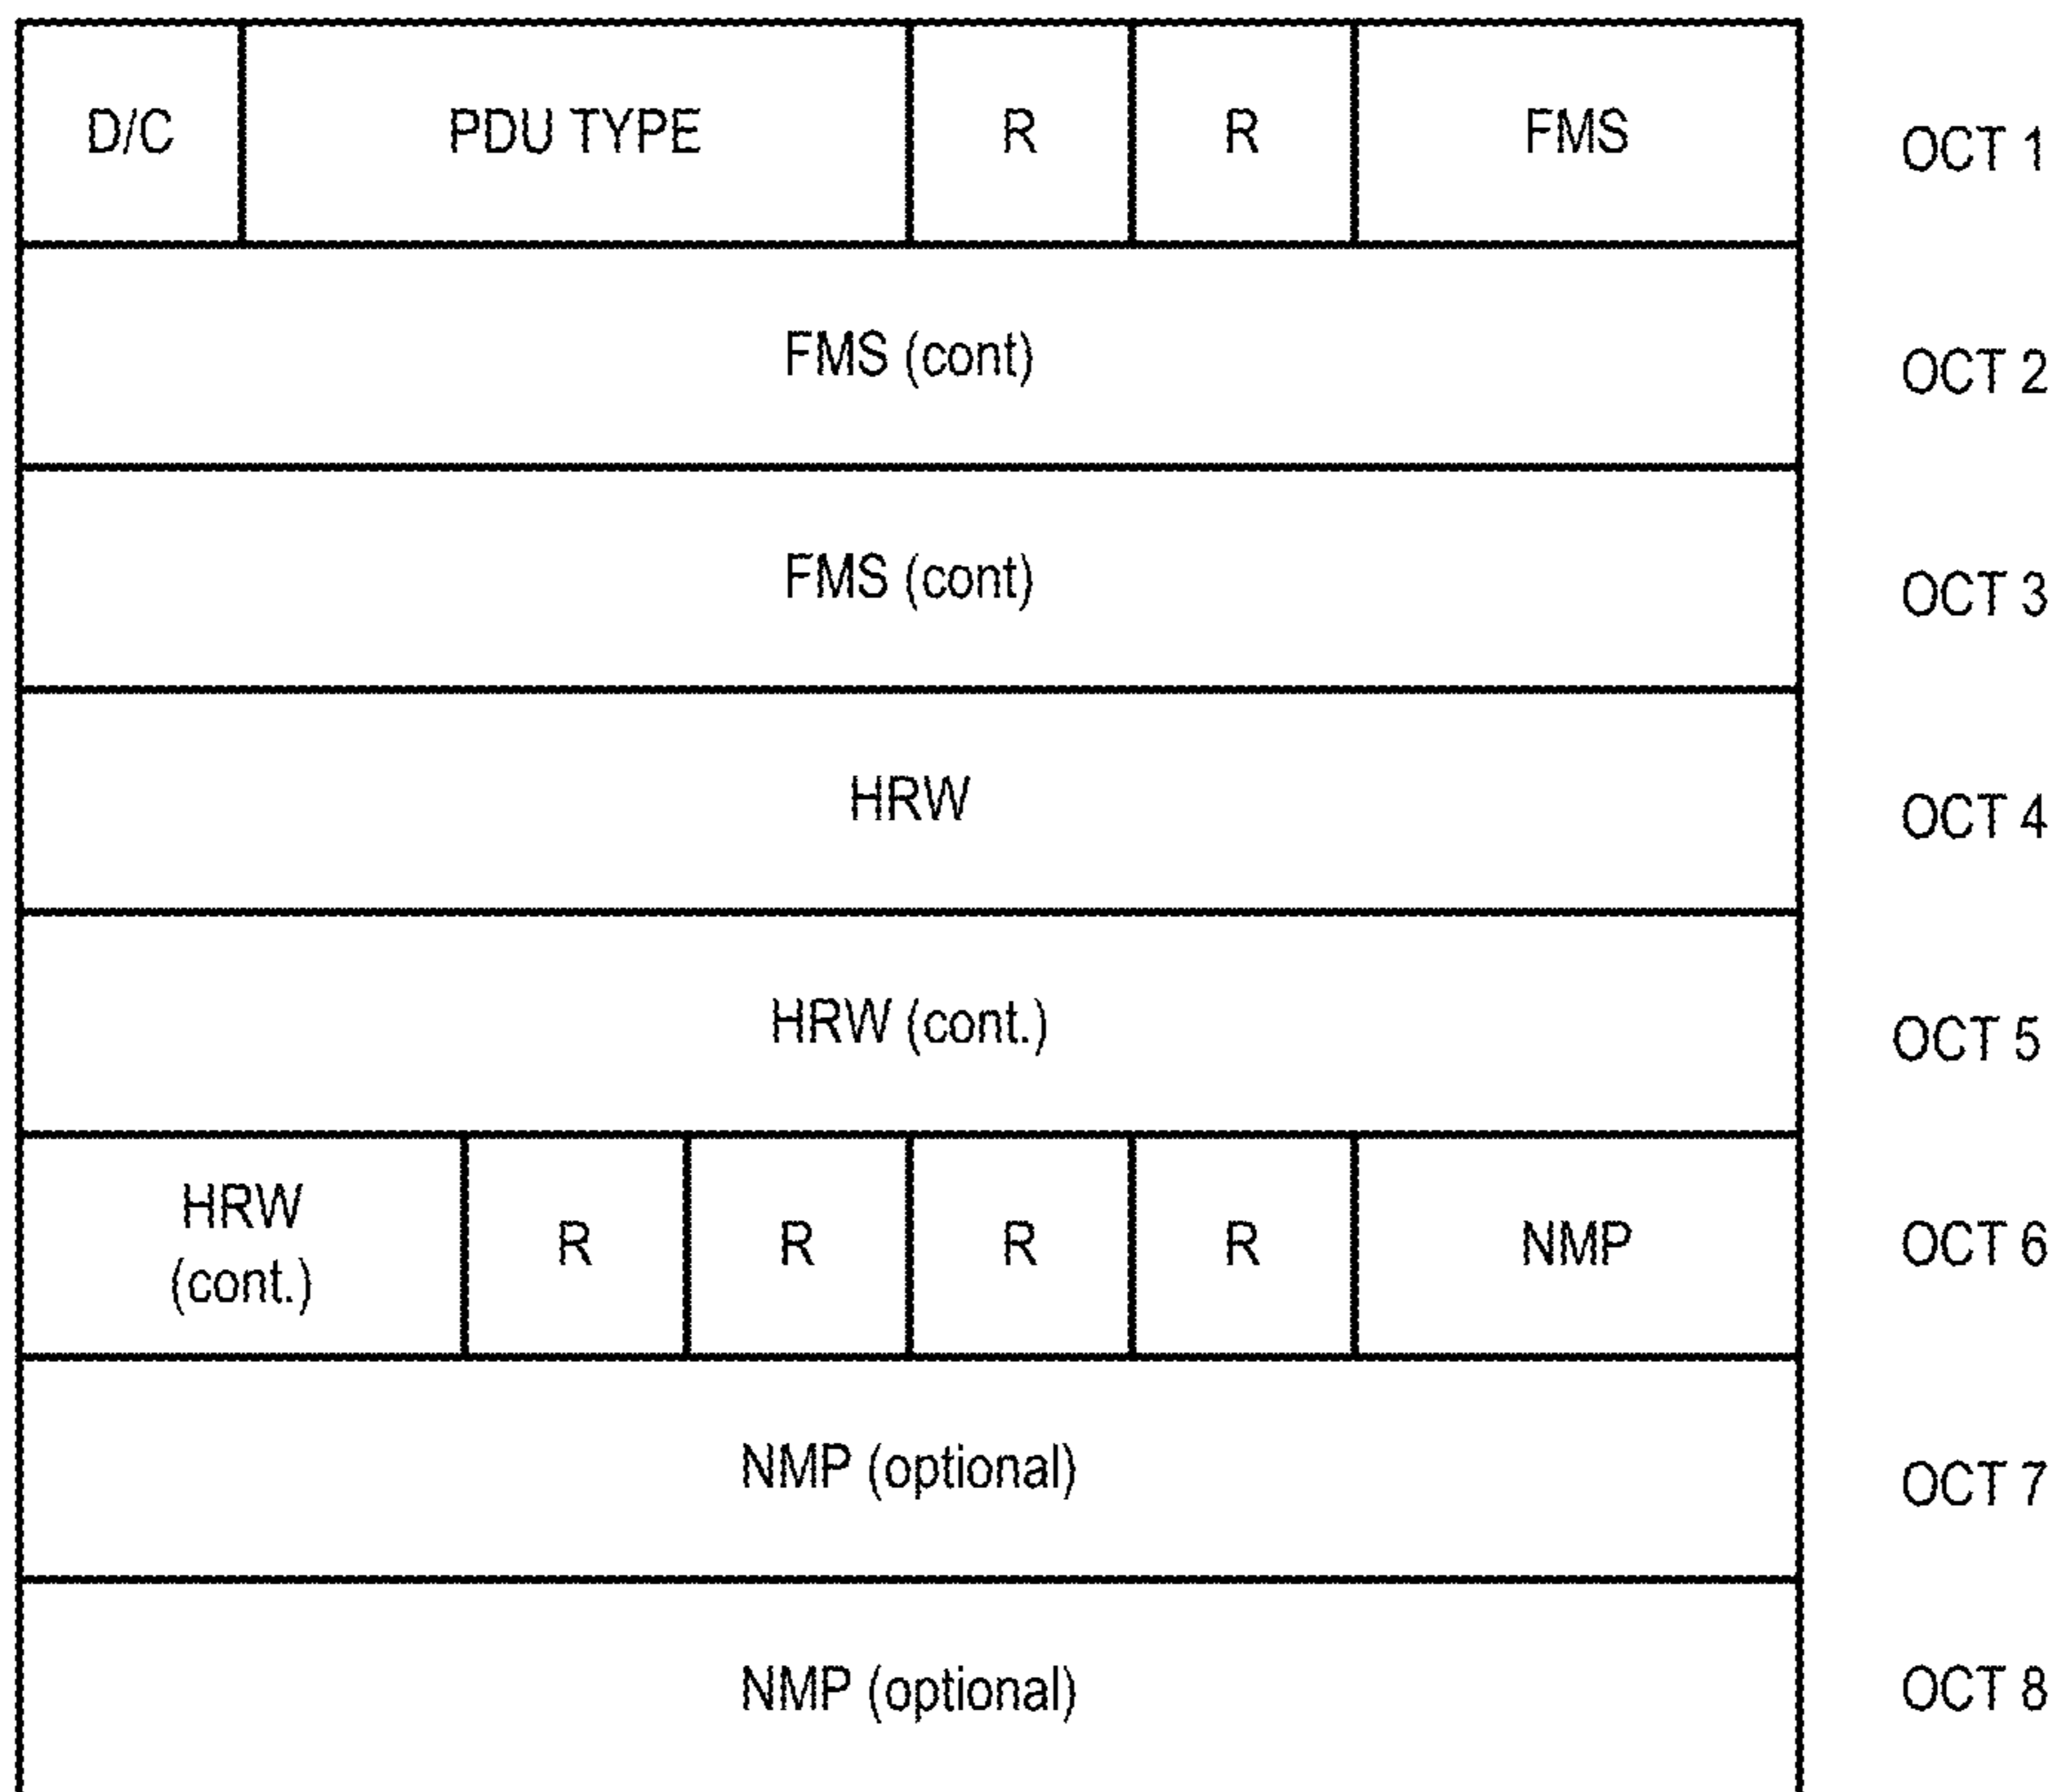 D/C PDU TYPE R R FMS OCT 1
FMS (cont) OCT 2
FMS (cont) OCT 3
HRW OCT 4
HRW (cont.) OCT 5
HRW
(cont.) R R R R NMP OCT 6
NMP (optional) OCT 7
NMP (optional) OCT 8